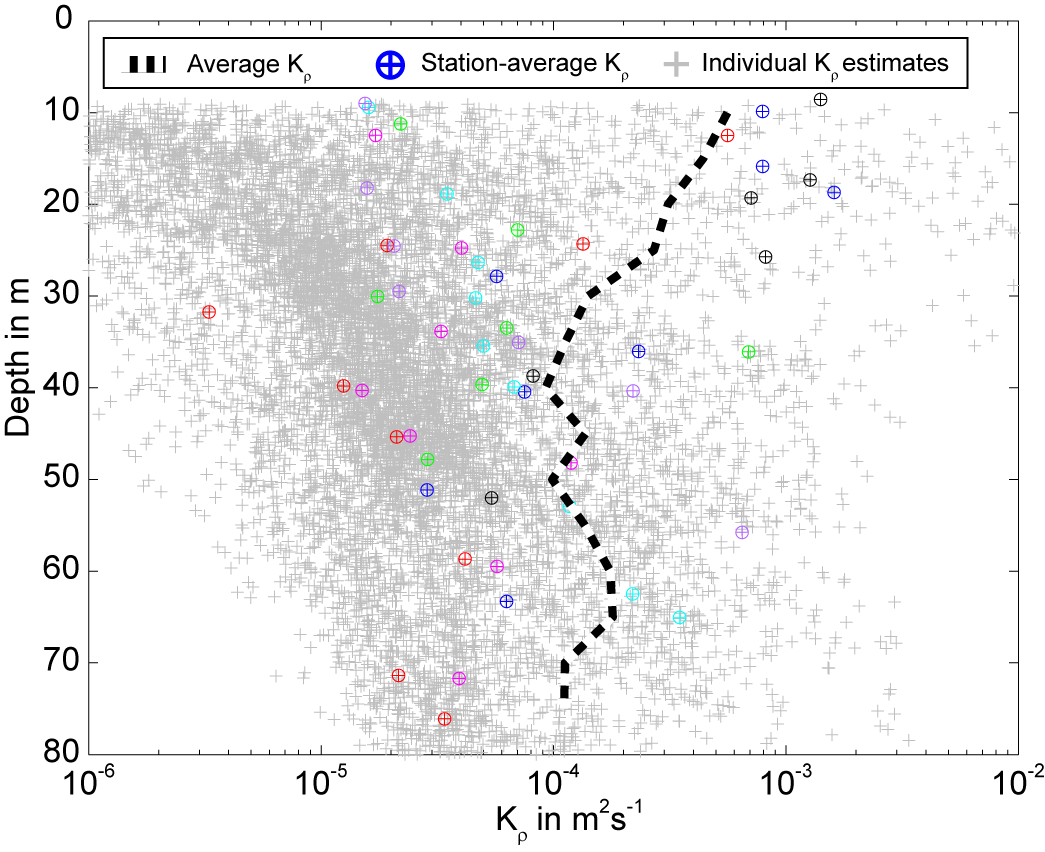 0
Average Kρ Station-average Kρ Individual Kρ estimates
10
20
30
40
50
60
70
80
Depth in m
10-6 10-5 10-4 10-3 10-2
Kρ in m2s-1